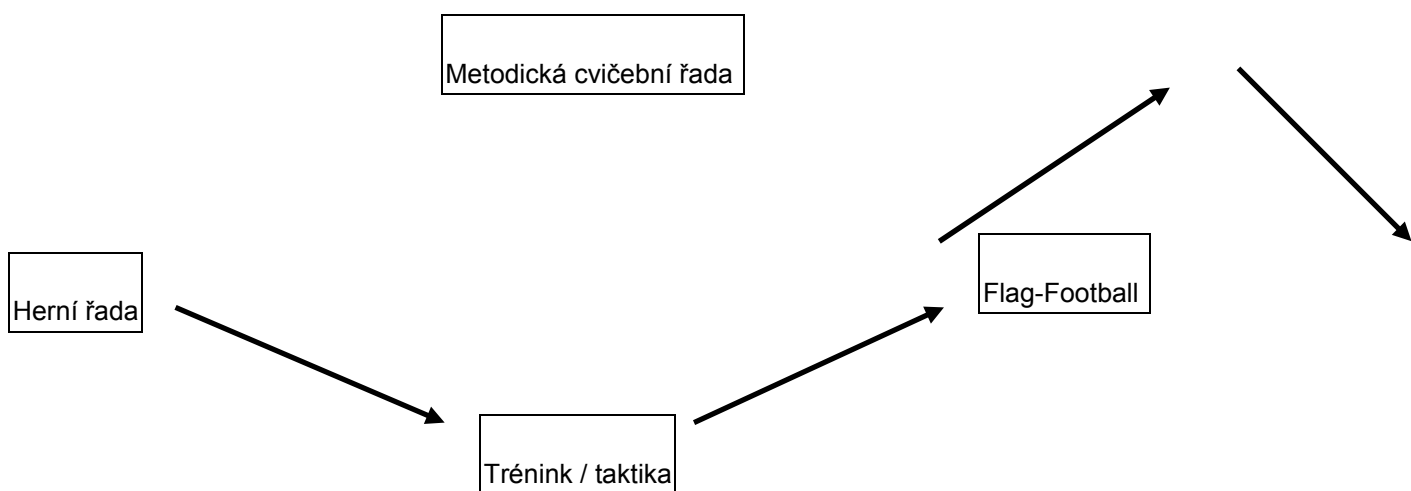 Metodická cvičební řada
Herní řada
Flag-Football
Trénink / taktika